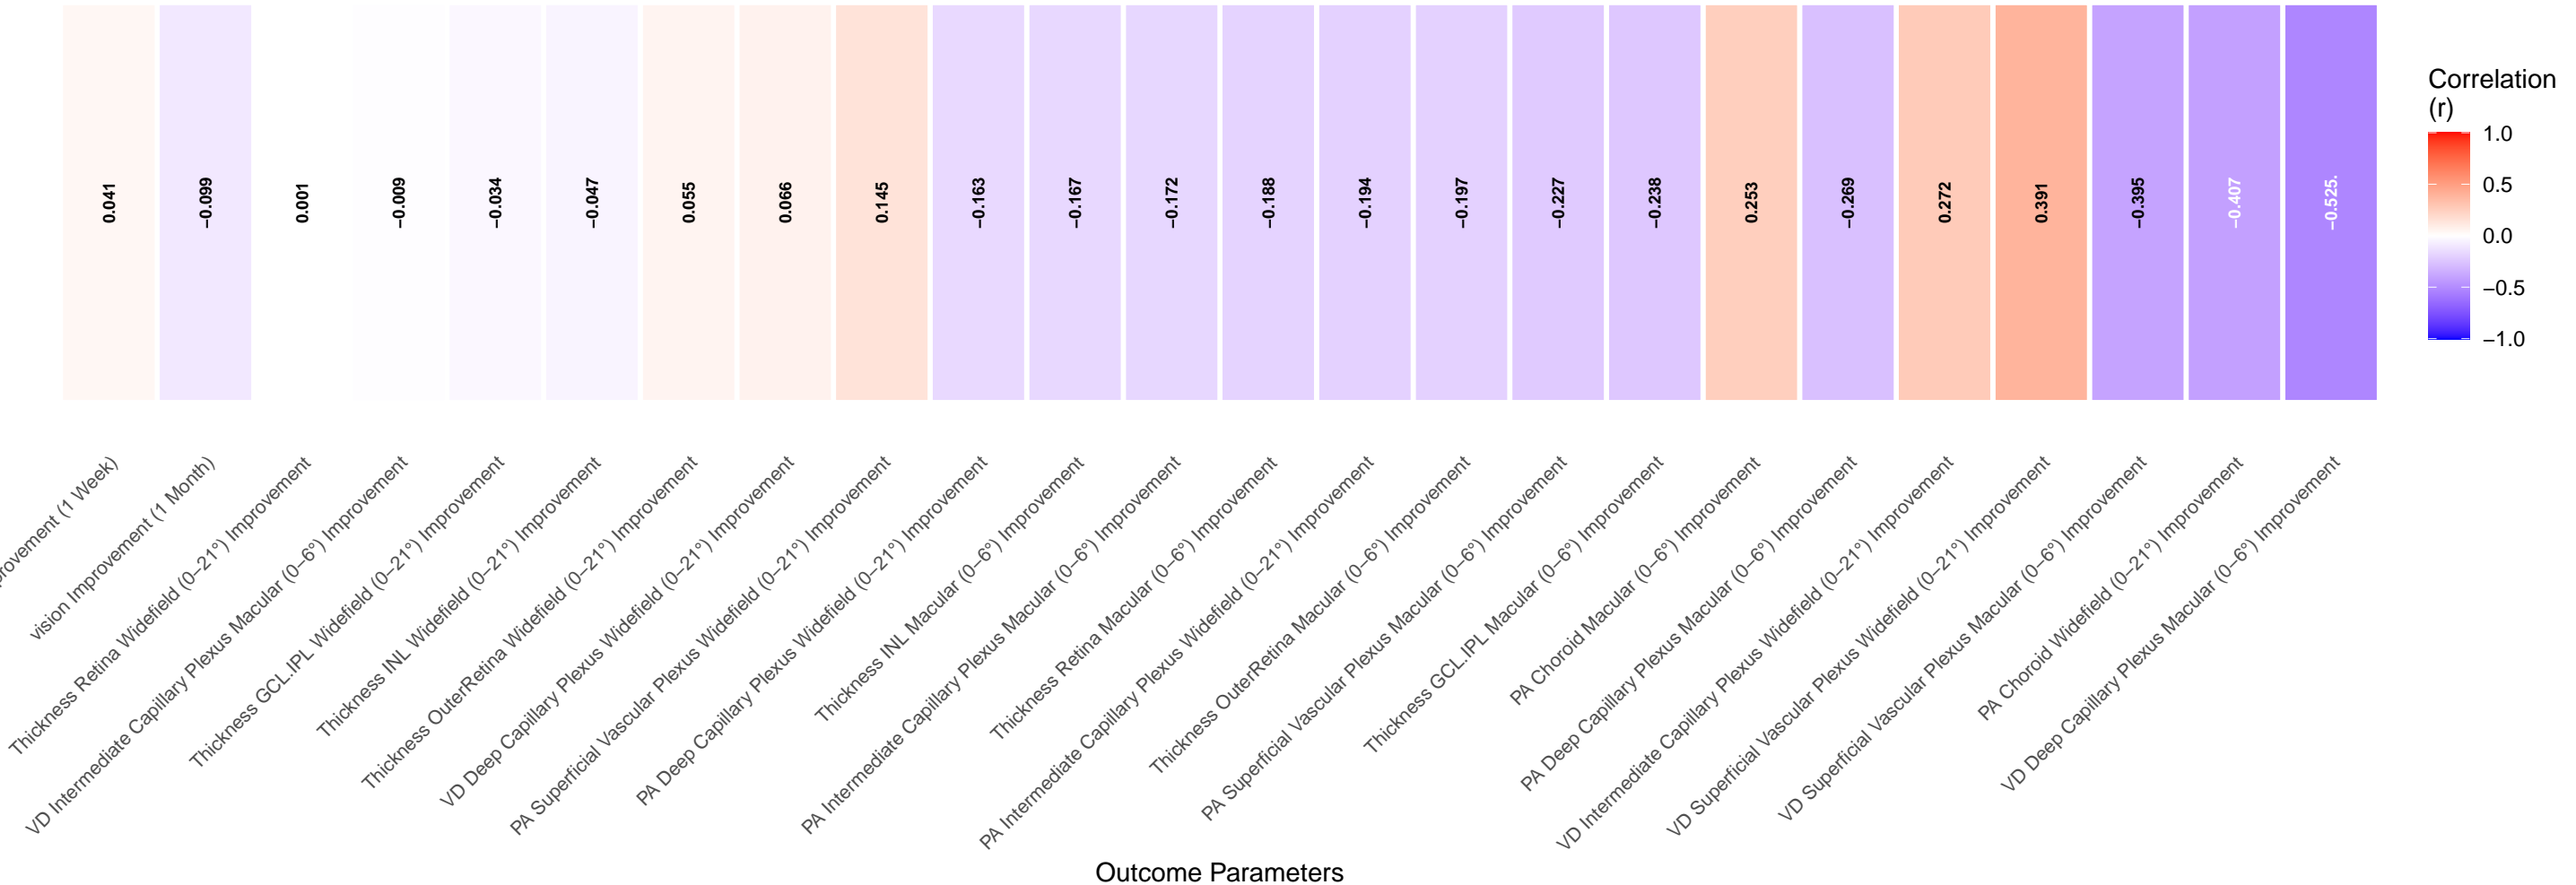 0.041
−0.099
0.001
−0.009
−0.034
−0.047
0.055
0.066
0.145
−0.163
−0.167
−0.172
−0.188
−0.194
−0.197
−0.227
−0.238
0.253
−0.269
0.272
0.391
−0.395
−0.407
−0.525.
Correlation
(r)
1.0
0.5
0.0
−0.5
−1.0
provement (1 Week)
vision Improvement (1 Month)
Thickness Retina Widefield (0−21°) Improvement
VD Intermediate Capillary Plexus Macular (0−6°) Improvement
Thickness GCL.IPL Widefield (0−21°) Improvement
Thickness INL Widefield (0−21°) Improvement
Thickness OuterRetina Widefield (0−21°) Improvement
VD Deep Capillary Plexus Widefield (0−21°) Improvement
PA Superficial Vascular Plexus Widefield (0−21°) Improvement
PA Deep Capillary Plexus Widefield (0−21°) Improvement
Thickness INL Macular (0−6°) Improvement
PA Intermediate Capillary Plexus Macular (0−6°) Improvement
Thickness Retina Macular (0−6°) Improvement
PA Intermediate Capillary Plexus Widefield (0−21°) Improvement
Thickness OuterRetina Macular (0−6°) Improvement
PA Superficial Vascular Plexus Macular (0−6°) Improvement
Thickness GCL.IPL Macular (0−6°) Improvement
PA Choroid Macular (0−6°) Improvement
PA Deep Capillary Plexus Macular (0−6°) Improvement
VD Intermediate Capillary Plexus Widefield (0−21°) Improvement
VD Superficial Vascular Plexus Widefield (0−21°) Improvement
VD Superficial Vascular Plexus Macular (0−6°) Improvement
PA Choroid Widefield (0−21°) Improvement
VD Deep Capillary Plexus Macular (0−6°) Improvement
Outcome Parameters